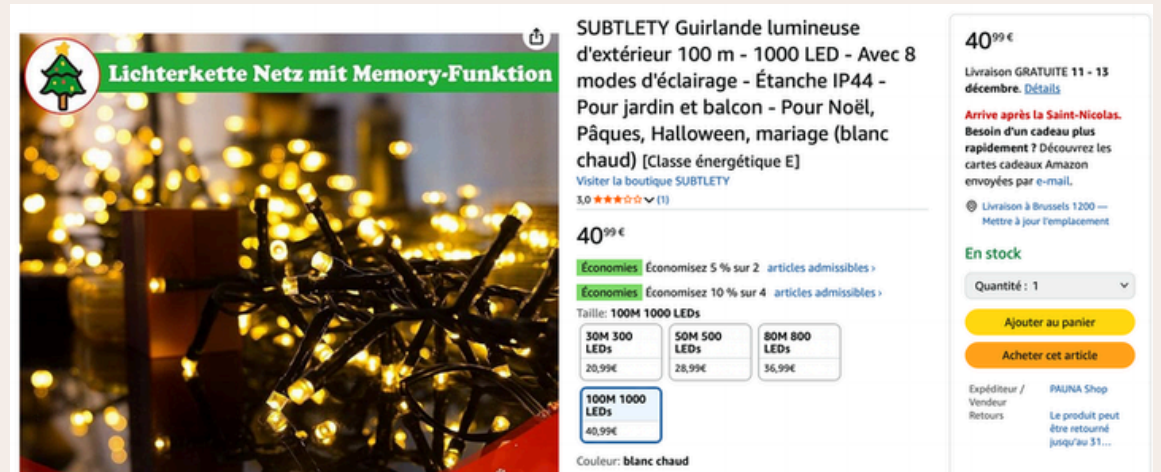 Lichterkette Netz mit Memory-Funktion
SUBTLETY Guirlande lumineuse
d'extérieur 100 m - 1000 LED - Avec 8
modes d'éclairage - Étanche IP44 -
Pour jardin et balcon - Pour Noël,
Pâques, Halloween, mariage (blanc
chaud) [Classe énergétique E]
Visiter la boutique SUBTLETY
3,0 (1)
40⁹⁹ €
Économies Économisez 5 % sur 2 articles admissibles ›
Économies Économisez 10 % sur 4 articles admissibles ›
Taille: 100M 1000 LEDs
30M 300
LEDs
20,99€
50M 500
LEDs
28,99€
80M 800
LEDs
36,99€
100M 1000
LEDs
40,99€
Couleur: blanc chaud
40⁹⁹ €
Livraison GRATUITE 11 - 13
décembre. Détails
Arrive après la Saint-Nicolas.
Besoin d'un cadeau plus
rapidement ? Découvrez les
cartes cadeaux Amazon
envoyées par e-mail.
Livraison à Brussels 1200 —
Mettre à jour l'emplacement
En stock
Quantité : 1
Ajouter au panier
Acheter cet article
Expéditeur /
Vendeur
PAUNA Shop
Retours
Le produit peut
être retourné
jusqu'au 31...